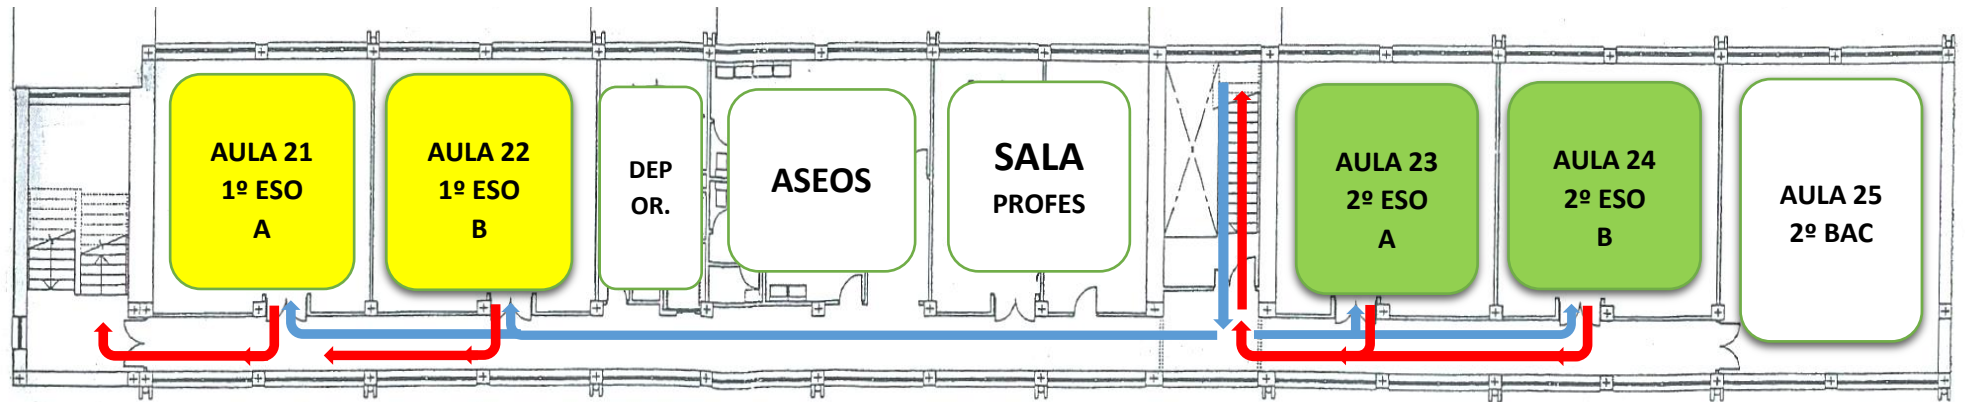 AULA 21
1º ESO
A
AULA 22
1º ESO
B
DEP
OR.
ASEOS
SALA
PROFES
AULA 23
2º ESO
A
AULA 24
2º ESO
B
AULA 25
2º BAC